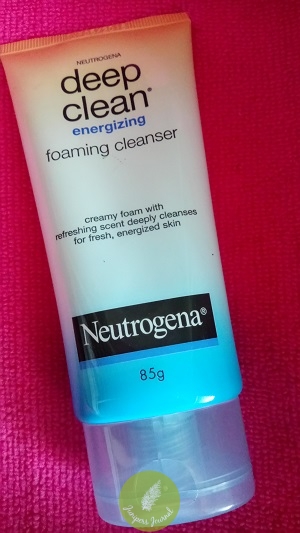 NEUTROGENA
deep
clean®
energizing
foaming cleanser
creamy foam with
refreshing scent deeply cleanses
for fresh, energized skin
Neutrogena®
85g